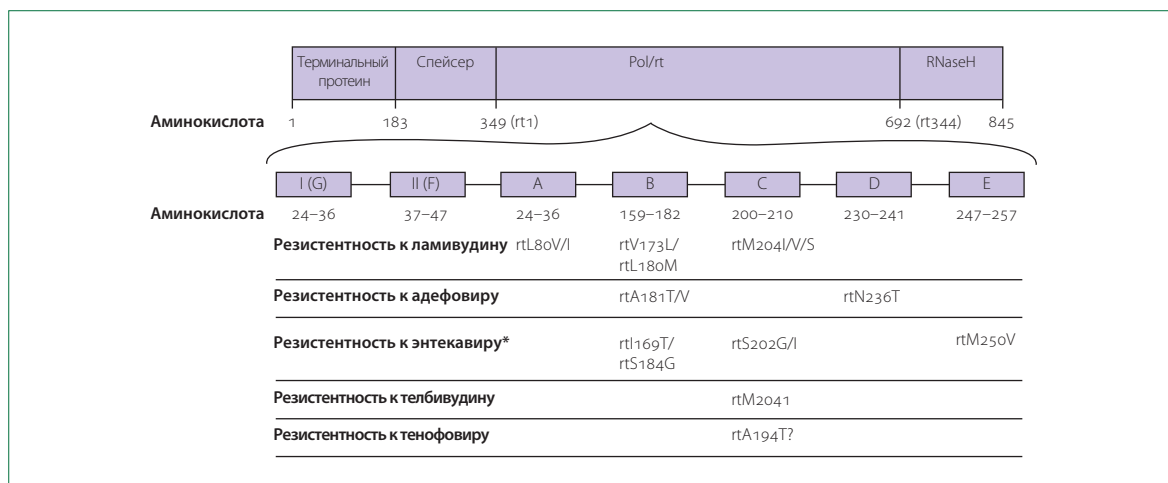 Терминальный протеин Спейсер Pol/rt RNaseH
Аминокислота 1 183 349 (rt1) 692 (rt344) 845
I (G) II (F) A B C D E
Аминокислота 24–36 37–47 24–36 159–182 200–210 230–241 247–257
Резистентность к ламивудину rtL80V/I rtV173L/ rtM204I/V/S
rtL180M
Резистентность к адефовиру rtA181T/V rtN236T
Резистентность к энтекавиру* rtI169T/ rtS202G/I rtM250V
rtS184G
Резистентность к телбивудину rtM2041
Резистентность к тенофовиру rtA194T?